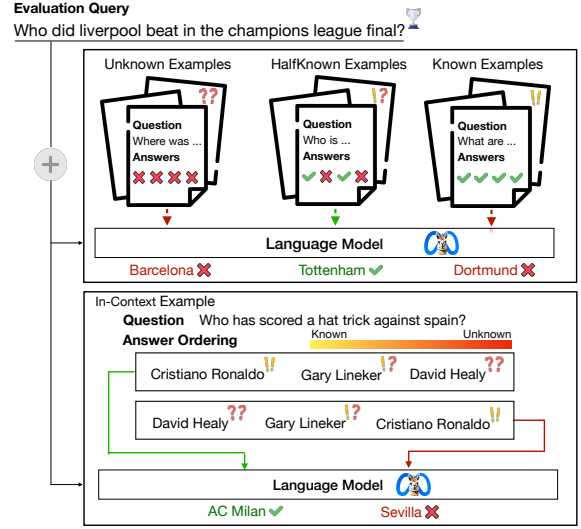 Evaluation Query
Who did liverpool beat in the champions league final?
Unknown Examples HalfKnown Examples Known Examples
?? !? !!
Question Question Question
Where was ... Who is ... What are ...
Answers Answers Answers
Language Model
Barcelona Tottenham Dortmund
In-Context Example
Question Who has scored a hat trick against spain?
Answer Ordering Known Unknown
Cristiano Ronaldo!! Gary Lineker!? David Healy??
David Healy?? Gary Lineker!? Cristiano Ronaldo!!
Language Model
AC Milan Sevilla